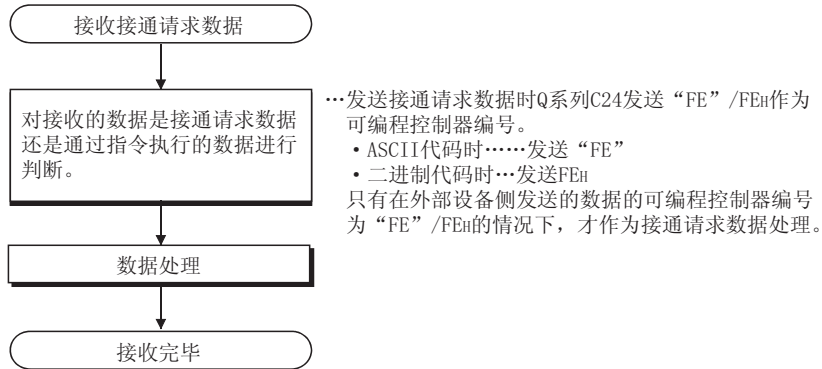 接收接通请求数据
对接收的数据是接通请求数据
还是通过指令执行的数据进行
判断。
…发送接通请求数据时Q系列C24发送“FE”/FEH作为
可编程控制器编号。
•ASCII代码时……发送“FE”
•二进制代码时…发送FEH
只有在外部设备侧发送的数据的可编程控制器编号
为“FE”/FEH的情况下，才作为接通请求数据处理。
数据处理
接收完毕